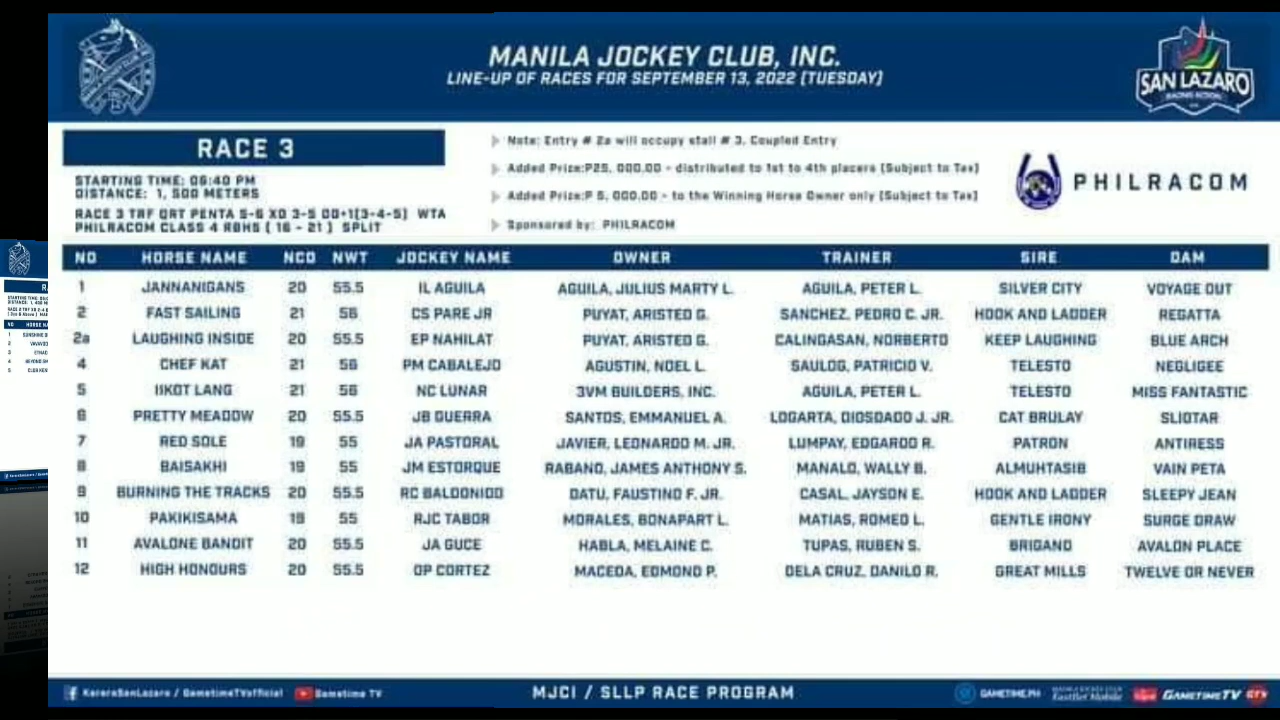 MANILA JOCKEY CLUB, INC.
LINE-UP OF RACES FOR SEPTEMBER 13, 2022 (TUESDAY)
SAN LAZARO
RACE 3
STARTING TIME: 06:40 PM
DISTANCE: 1, 500 METERS
RACE 3 TRF QRT PENTA 5-6 XD 3-5 DD+1(3-4-5) WTA
PHILRACOM CLASS 4 RBHS ( 16 - 21 ) SPLIT
Note: Entry # 2a will occupy stall # 3, Coupled Entry
Added Prize:P25, 000.00 - distributed to 1st to 4th placers (Subject to Tax)
Added Prize:P 5, 000.00 - to the Winning Horse Owner only (Subject to Tax)
Sponsored by: PHILRACOM
PHILRACOM
NO HORSE NAME NCD NWT JOCKEY NAME OWNER TRAINER SIRE DAM
1 JANNANIGANS 20 55.5 IL AGUILA AGUILA, JULIUS MARTY L. AGUILA, PETER L. SILVER CITY VOYAGE OUT
2 FAST SAILING 21 56 CS PARE JR PUYAT, ARISTEO G. SANCHEZ, PEDRO C. JR. HOOK AND LADDER REGATTA
2a LAUGHING INSIDE 20 55.5 EP NAHILAT PUYAT, ARISTEO G. CALINGASAN, NORBERTO KEEP LAUGHING BLUE ARCH
4 CHEF KAT 21 56 PM CABALEJO AGUSTIN, NOEL L. SAULOG, PATRICIO V. TELESTO NEGLIGEE
5 IIKOT LANG 21 56 NC LUNAR 3VM BUILDERS, INC. AGUILA, PETER L. TELESTO MISS FANTASTIC
6 PRETTY MEADOW 20 55.5 JB GUERRA SANTOS, EMMANUEL A. LOGARTA, DIOSDADO J. JR. CAT BRULAY SLIOTAR
7 RED SOLE 19 55 JA PASTORAL JAVIER, LEONARDO M. JR. LUMPAY, EDGARDO R. PATRON ANTIRESS
8 BAISAKHI 19 55 JM ESTORQUE RABANO, JAMES ANTHONY S. MANALO, WALLY B. ALMUHTASIB VAIN PETA
9 BURNING THE TRACKS 20 55.5 RC BALDONIDO DATU, FAUSTINO F. JR. CASAL, JAYSON E. HOOK AND LADDER SLEEPY JEAN
10 PAKIKISAMA 19 55 RJC TABOR MORALES, BONAPART L. MATIAS, ROMEO L. GENTLE IRONY SURGE DRAW
11 AVALONE BANDIT 20 55.5 JA GUCE HABLA, MELAINE C. TUPAS, RUBEN S. BRIGAND AVALON PLACE
12 HIGH HONOURS 20 55.5 OP CORTEZ MACEDA, EDMOND P. DELA CRUZ, DANILO R. GREAT MILLS TWELVE OR NEVER
KareraSanLazaro / GametimeTVofficial Gametime TV MJCI / SLLP RACE PROGRAM GAMETIME.PH GAMETIMETV GTV